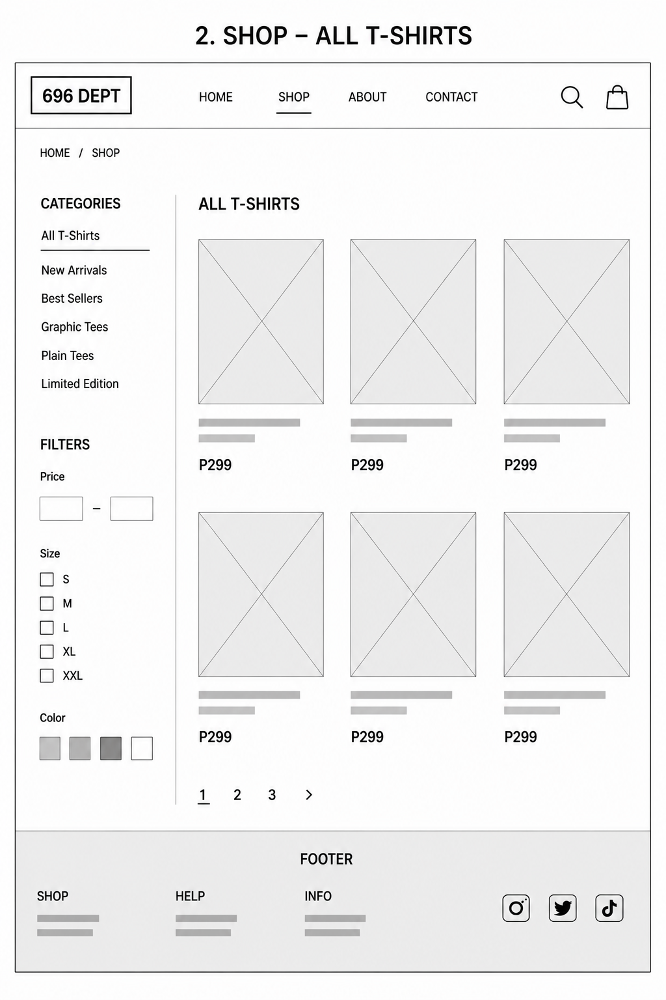 2. SHOP – ALL T-SHIRTS
696 DEPT
HOME
SHOP
ABOUT
CONTACT
HOME / SHOP
CATEGORIES
All T-Shirts
New Arrivals
Best Sellers
Graphic Tees
Plain Tees
Limited Edition
FILTERS
Price
–
Size
S
M
L
XL
XXL
Color
ALL T-SHIRTS
P299
P299
P299
P299
P299
P299
1 2 3 >
FOOTER
SHOP
HELP
INFO